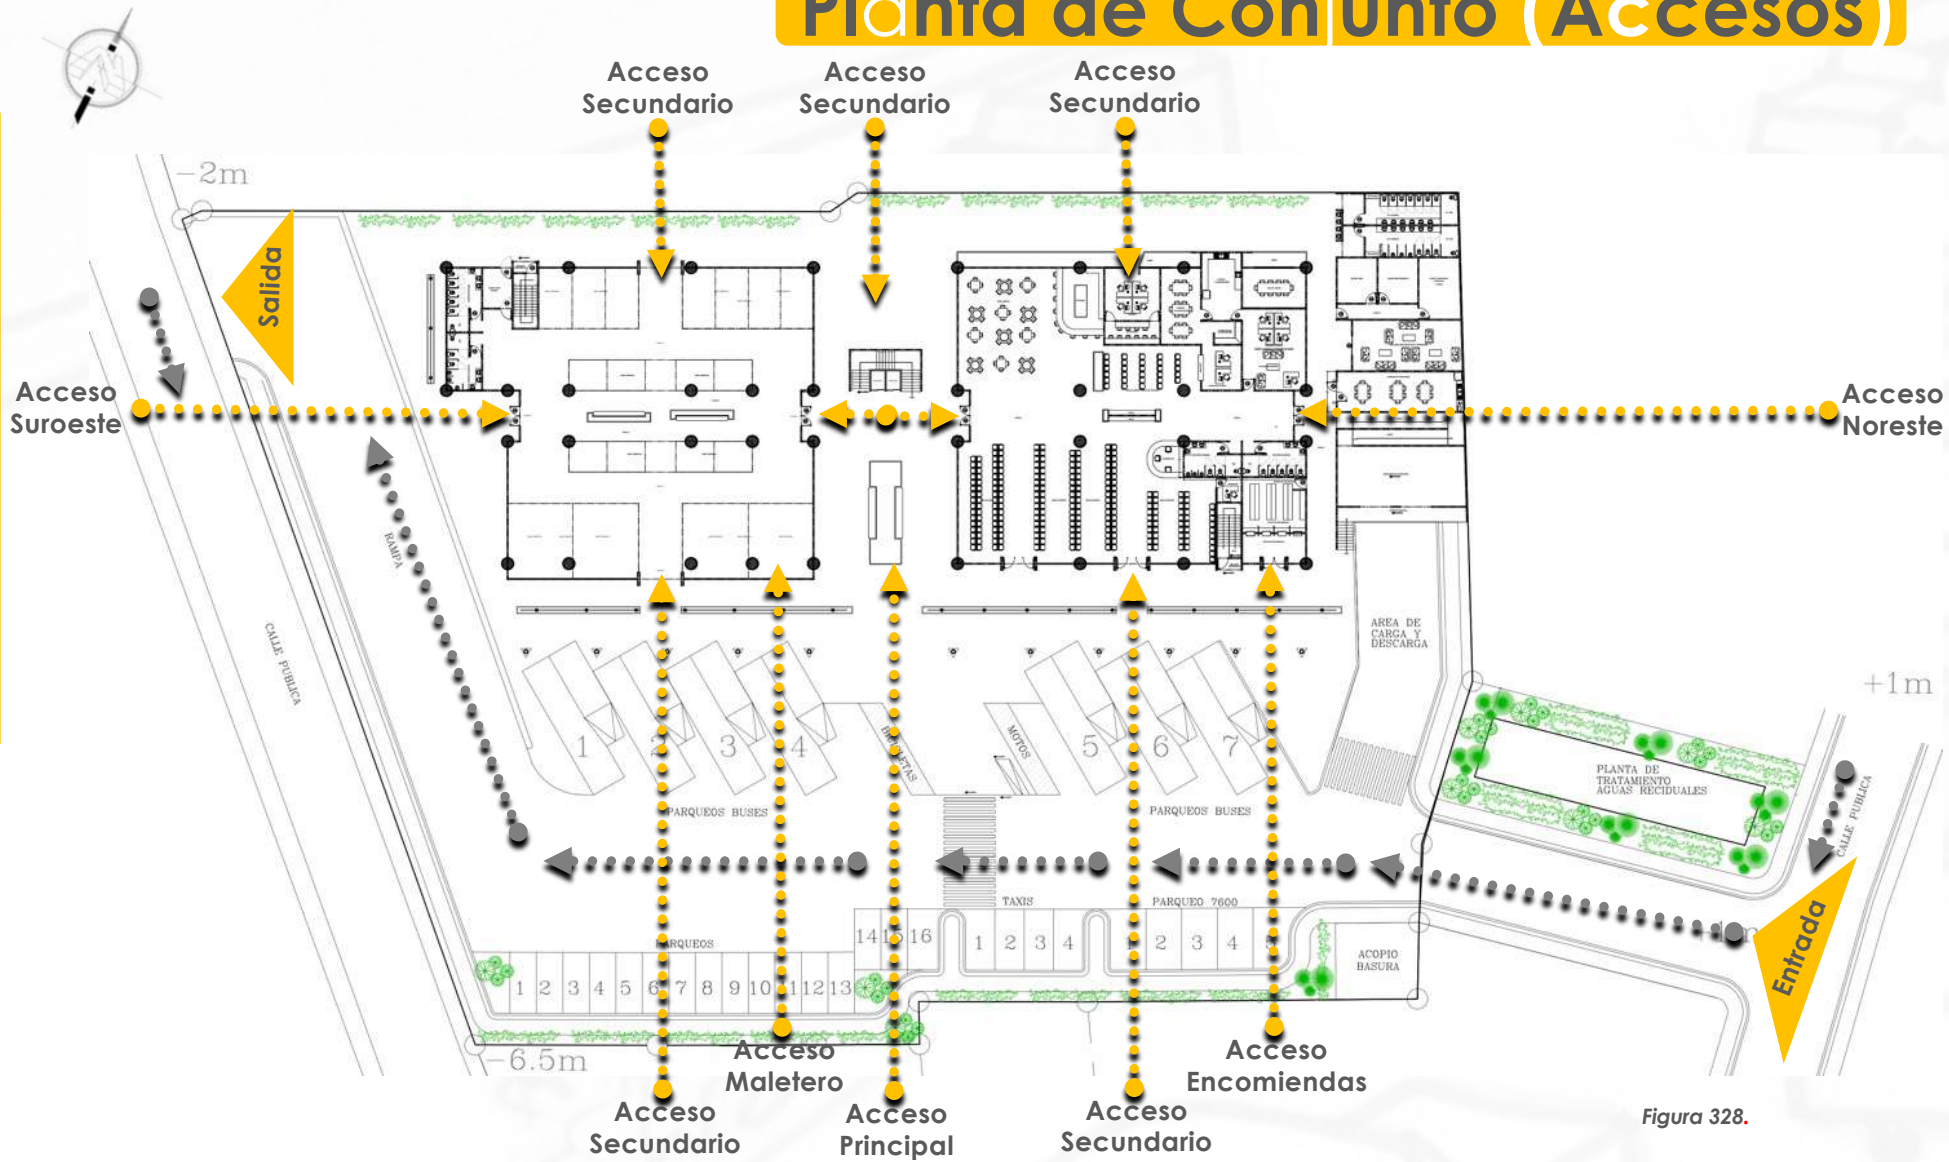 Planta de Conjunto (Accesos)
Acceso
Secundario
Acceso
Secundario
Acceso
Secundario
-2m
Salida
Acceso
Suroeste
Acceso
Noreste
RAMPA
CALLE PUBLICA
AREA DE
CARGA Y
DESCARGA
+1m
1
2
3
4
BICICLETAS
MOTOS
5
6
7
PLANTA DE
TRATAMIENTO
AGUAS RECIDUALES
CALLE PUBLICA
PARQUEOS BUSES
PARQUEOS BUSES
TAXIS
PARQUEO 7600
Entrada
PARQUEOS
14 15 16
1 2 3 4
1 2 3 4 5
ACOPIO
BASURA
1 2 3 4 5 6 7 8 9 10 11 12 13
-6.5m
Acceso
Maletero
Acceso
Encomiendas
Acceso
Secundario
Acceso
Principal
Acceso
Secundario
Figura 328.